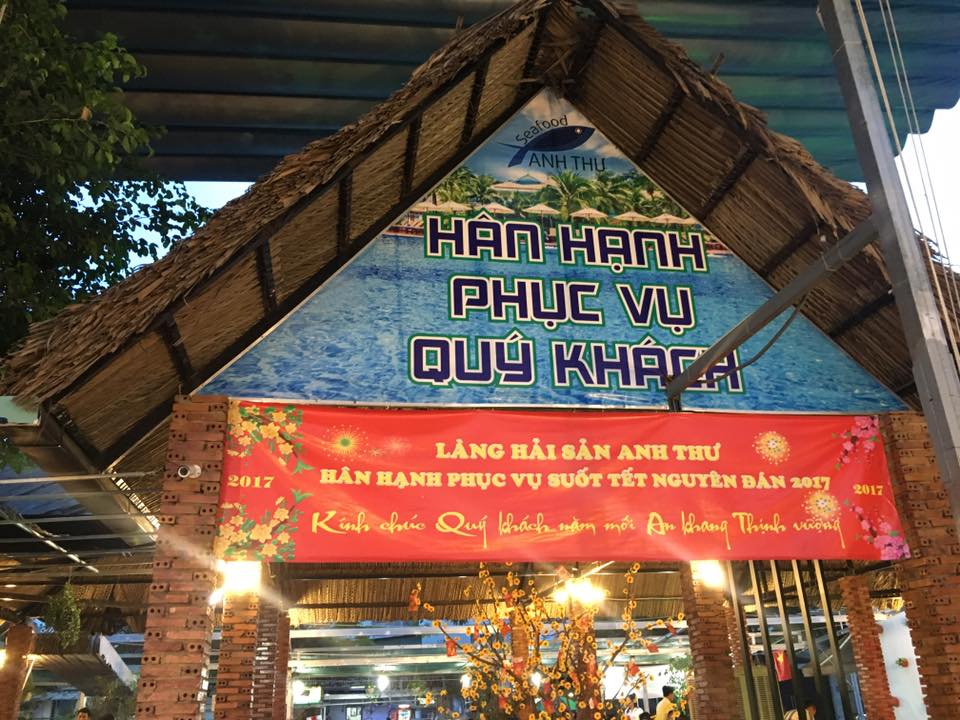 Seafood
ANH THƯ
HÂN HẠNH
PHỤC VỤ
QUÝ KHÁCH
LÀNG HẢI SẢN ANH THƯ
HÂN HẠNH PHỤC VỤ SUỐT TẾT NGUYÊN ĐÁN 2017
2017
2017
Kính chúc Quý khách năm mới An khang Thịnh vượng